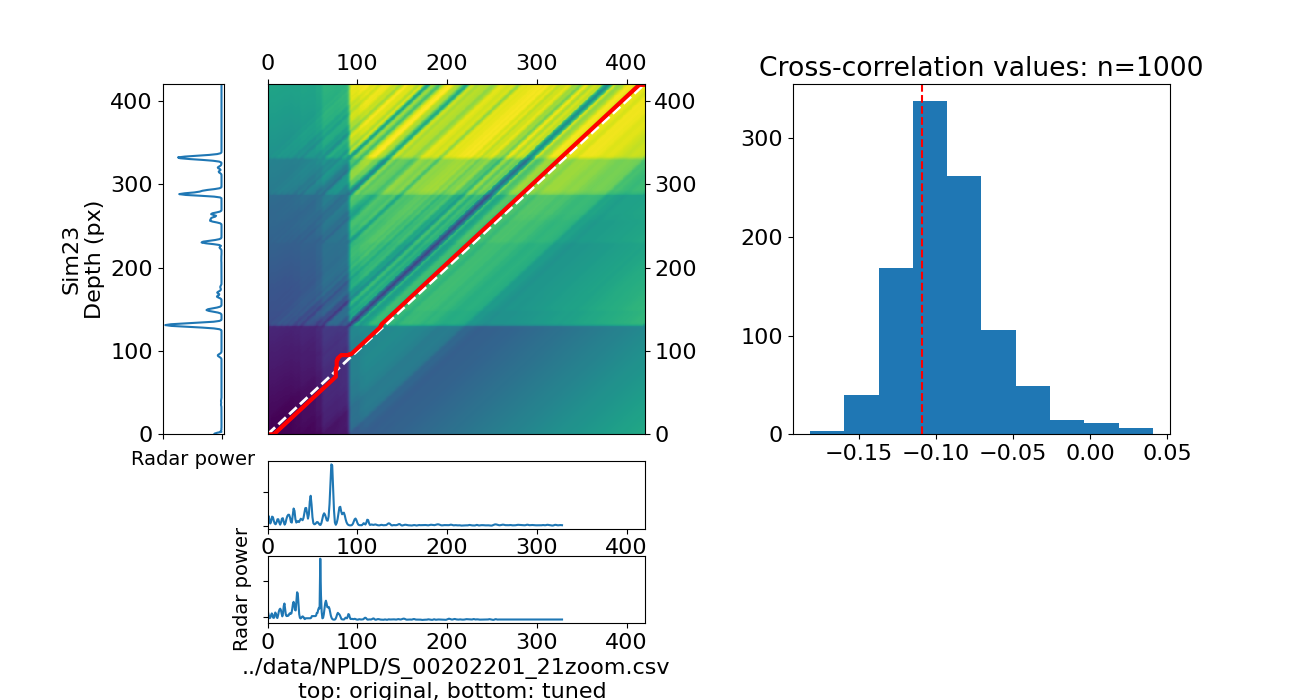 0 100 200 300 400
Cross-correlation values: n=1000
400
300
200
100
0
Sim23
Depth (px)
Radar power
400
300
200
100
0
300
200
100
0
−0.15 −0.10 −0.05 0.00 0.05
0 100 200 300 400
Radar power
0 100 200 300 400
../data/NPLD/S_00202201_21zoom.csv
top: original, bottom: tuned